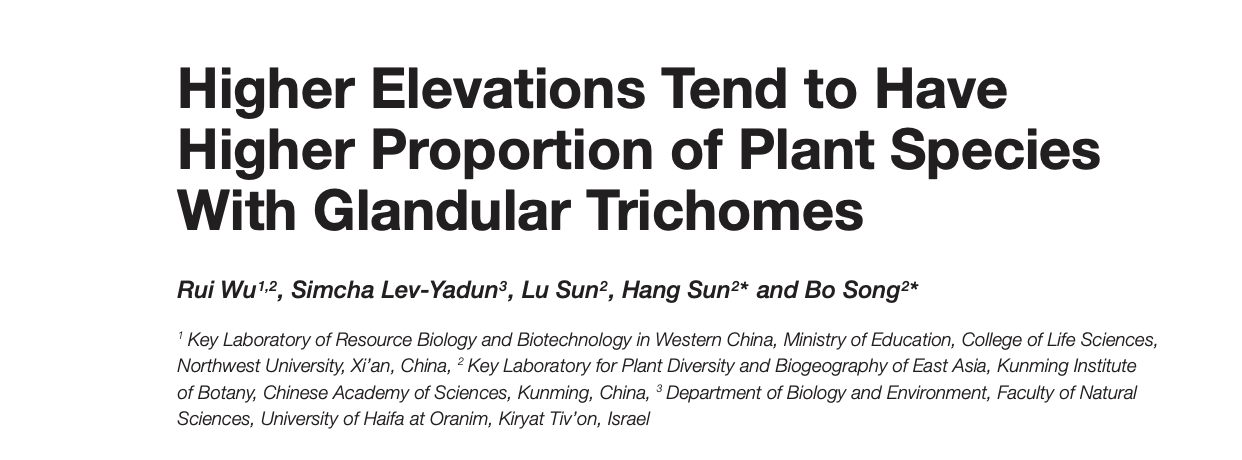 Higher Elevations Tend to Have
Higher Proportion of Plant Species
With Glandular Trichomes
Rui Wu1,2, Simcha Lev-Yadun3, Lu Sun2, Hang Sun2* and Bo Song2*
1 Key Laboratory of Resource Biology and Biotechnology in Western China, Ministry of Education, College of Life Sciences,
Northwest University, Xi’an, China, 2 Key Laboratory for Plant Diversity and Biogeography of East Asia, Kunming Institute
of Botany, Chinese Academy of Sciences, Kunming, China, 3 Department of Biology and Environment, Faculty of Natural
Sciences, University of Haifa at Oranim, Kiryat Tiv’on, Israel